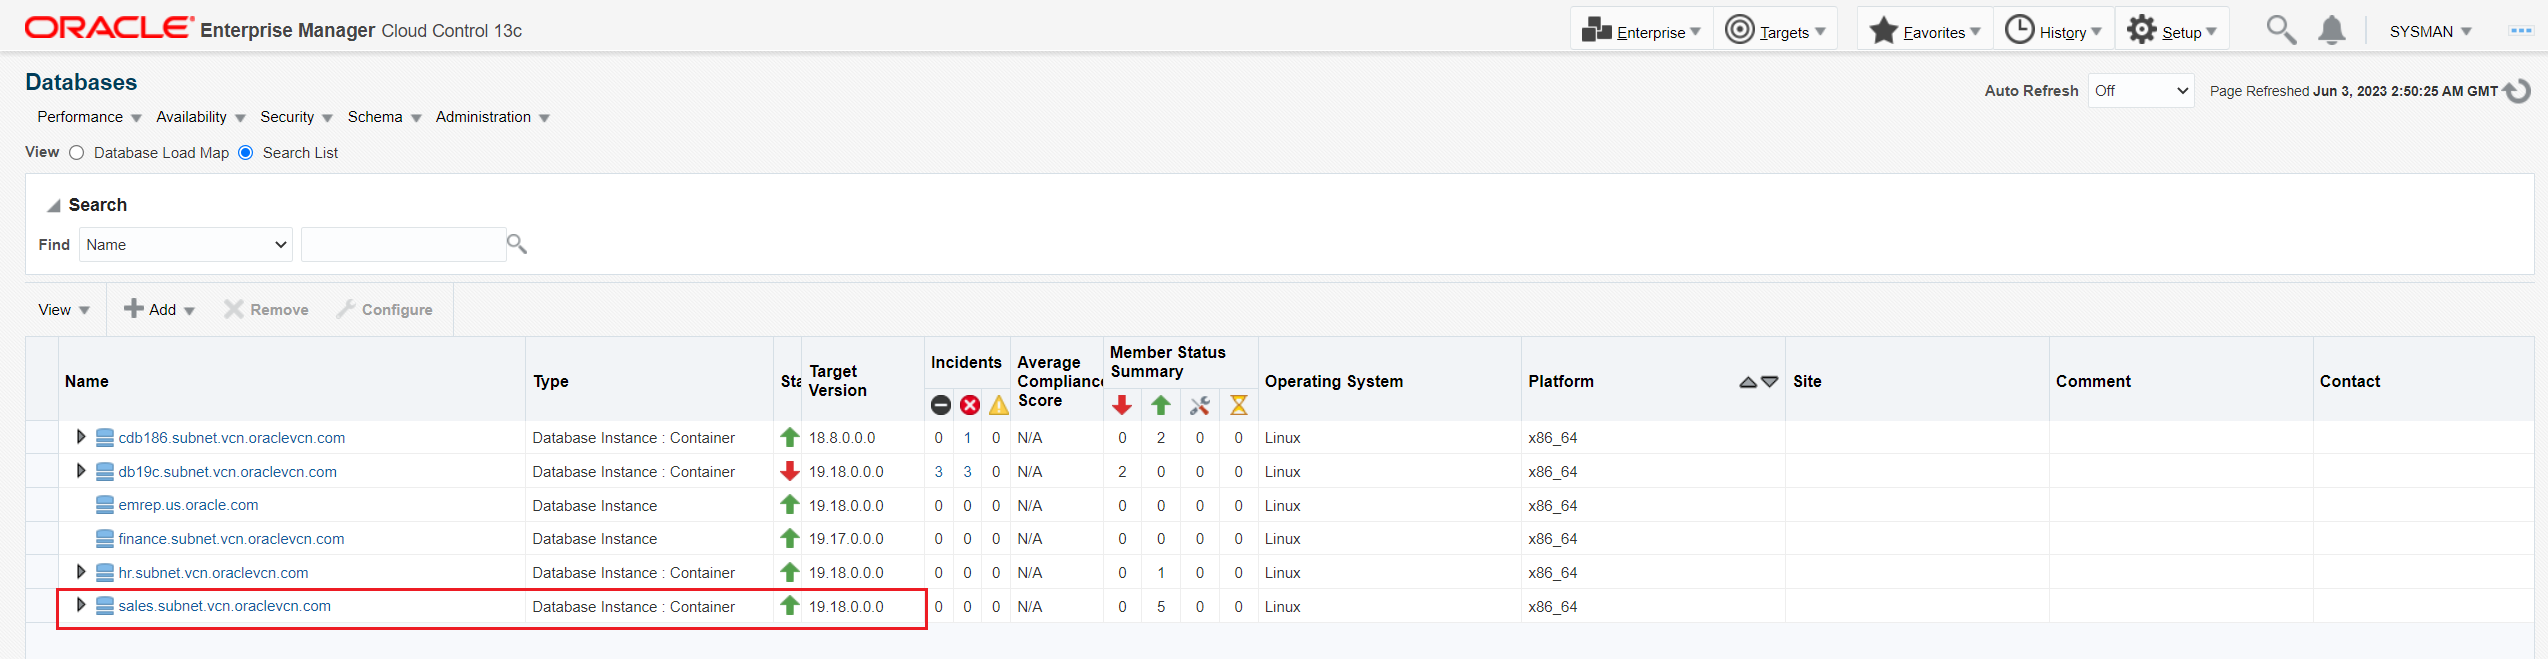 ORACLE Enterprise Manager Cloud Control 13c Enterprise Targets Favorites History Setup SYSMAN
Databases
Auto Refresh Off Page Refreshed Jun 3, 2023 2:50:25 AM GMT
Performance Availability Security Schema Administration
View Database Load Map Search List
Search
Find Name
View Add Remove Configure
Name Type Sta Target Version Incidents Average Compliance Score Member Status Summary Operating System Platform Site Comment Contact
cdb186.subnet.vcn.oraclevcn.com Database Instance : Container 18.8.0.0.0 0 1 0 N/A 0 2 0 0 Linux x86_64
db19c.subnet.vcn.oraclevcn.com Database Instance : Container 19.18.0.0.0 3 3 0 N/A 2 0 0 0 Linux x86_64
emrep.us.oracle.com Database Instance 19.18.0.0.0 0 0 0 N/A 0 0 0 0 Linux x86_64
finance.subnet.vcn.oraclevcn.com Database Instance 19.17.0.0.0 0 0 0 N/A 0 0 0 0 Linux x86_64
hr.subnet.vcn.oraclevcn.com Database Instance : Container 19.18.0.0.0 0 0 0 N/A 0 1 0 0 Linux x86_64
sales.subnet.vcn.oraclevcn.com Database Instance : Container 19.18.0.0.0 0 0 0 N/A 0 5 0 0 Linux x86_64